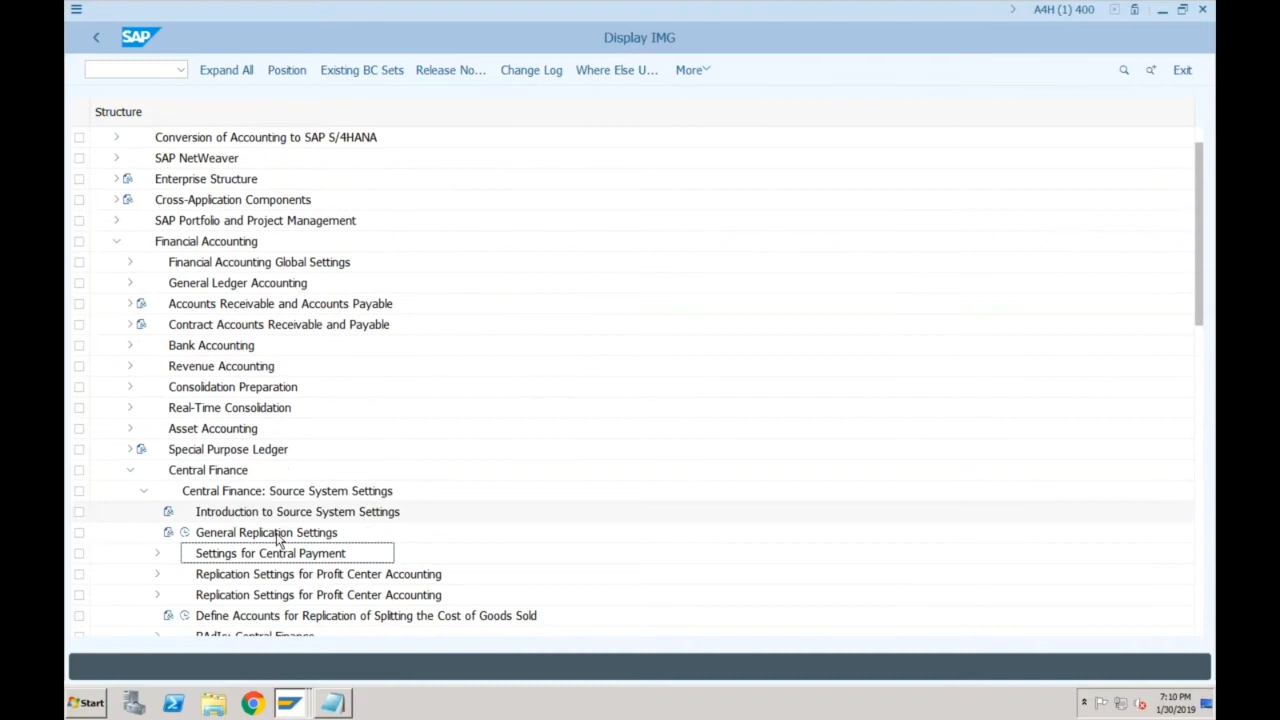 A4H (1) 400
SAP
Display IMG
Expand All
Position
Existing BC Sets
Release No...
Change Log
Where Else U...
More
Exit
Structure
Conversion of Accounting to SAP S/4HANA
SAP NetWeaver
Enterprise Structure
Cross-Application Components
SAP Portfolio and Project Management
Financial Accounting
Financial Accounting Global Settings
General Ledger Accounting
Accounts Receivable and Accounts Payable
Contract Accounts Receivable and Payable
Bank Accounting
Revenue Accounting
Consolidation Preparation
Real-Time Consolidation
Asset Accounting
Special Purpose Ledger
Central Finance
Central Finance: Source System Settings
Introduction to Source System Settings
General Replication Settings
Settings for Central Payment
Replication Settings for Profit Center Accounting
Replication Settings for Profit Center Accounting
Define Accounts for Replication of Splitting the Cost of Goods Sold
BAdIs: Central Finance
Start
7:10 PM
1/30/2019